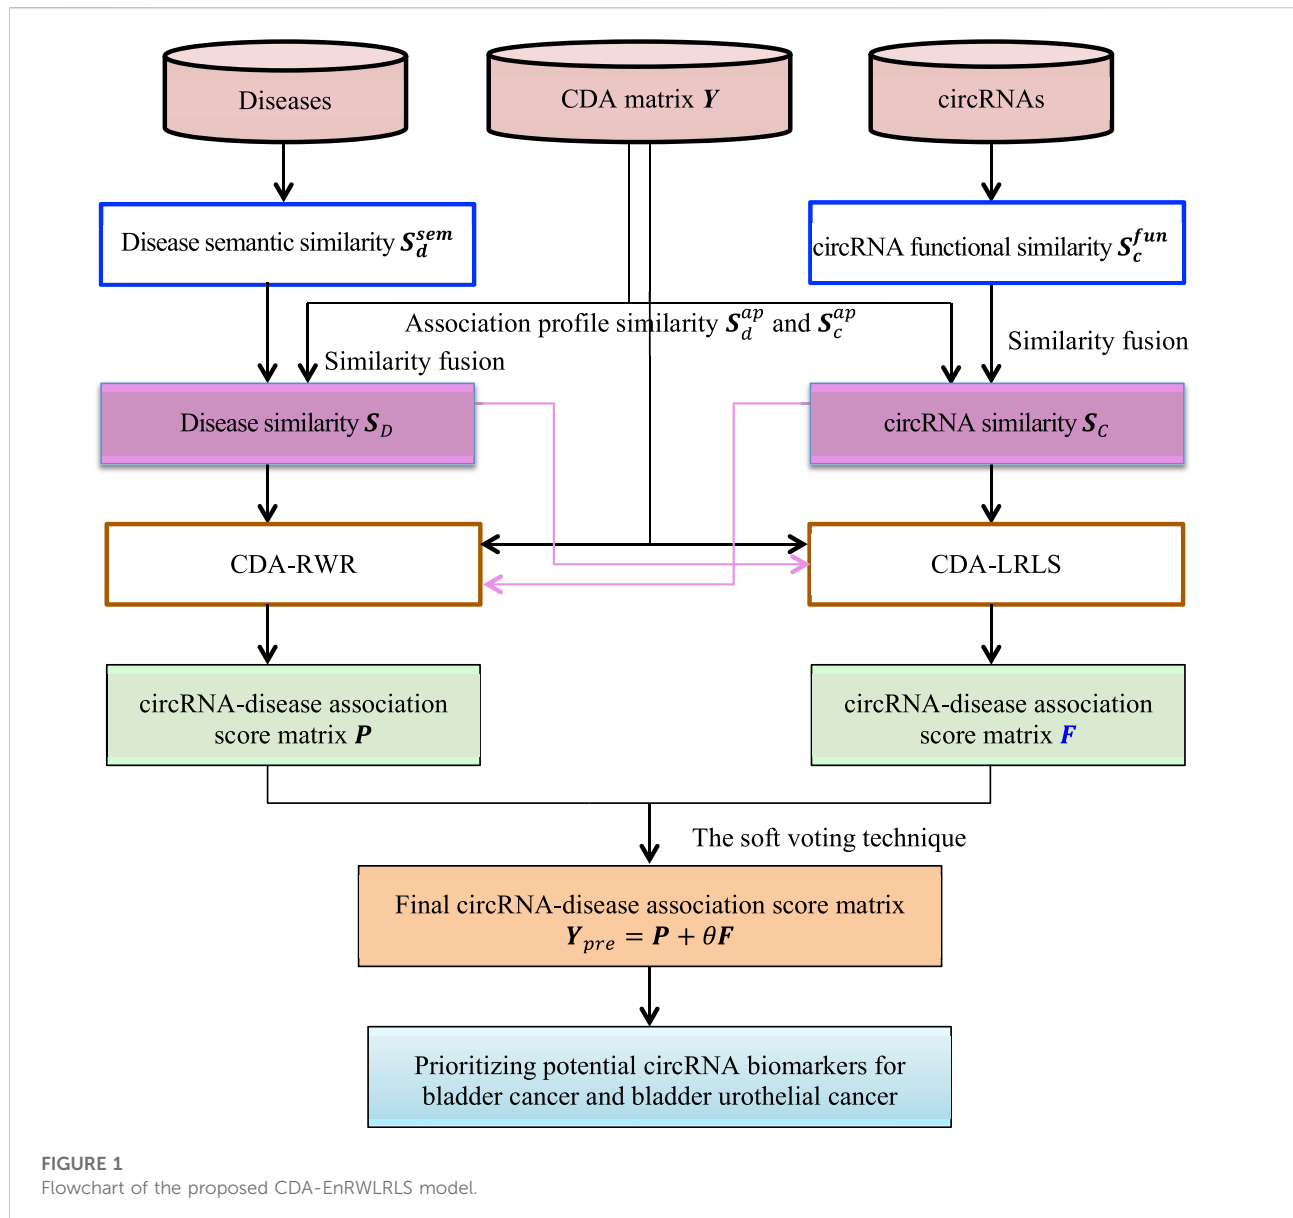 Diseases
CDA matrix Y
circRNAs
Disease semantic similarity S_d^sem
circRNA functional similarity S_c^fun
Association profile similarity S_d^ap and S_c^ap
Similarity fusion
Similarity fusion
Disease similarity S_D
circRNA similarity S_C
CDA-RWR
CDA-LRLS
circRNA-disease association
score matrix P
circRNA-disease association
score matrix F
The soft voting technique
Final circRNA-disease association score matrix
Y_pre = P + θF
Prioritizing potential circRNA biomarkers for
bladder cancer and bladder urothelial cancer
FIGURE 1
Flowchart of the proposed CDA-EnRWLRLS model.